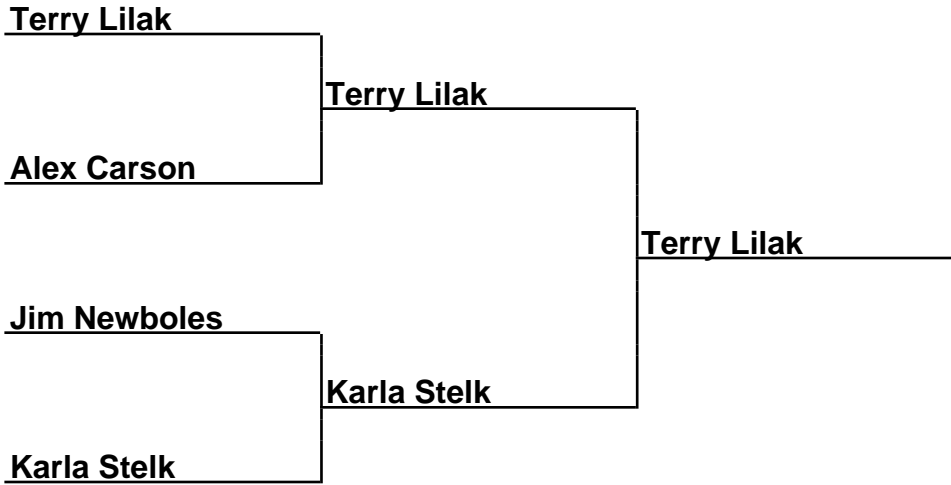 Terry Lilak
Terry Lilak
Alex Carson
Terry Lilak
Jim Newboles
Karla Stelk
Karla Stelk